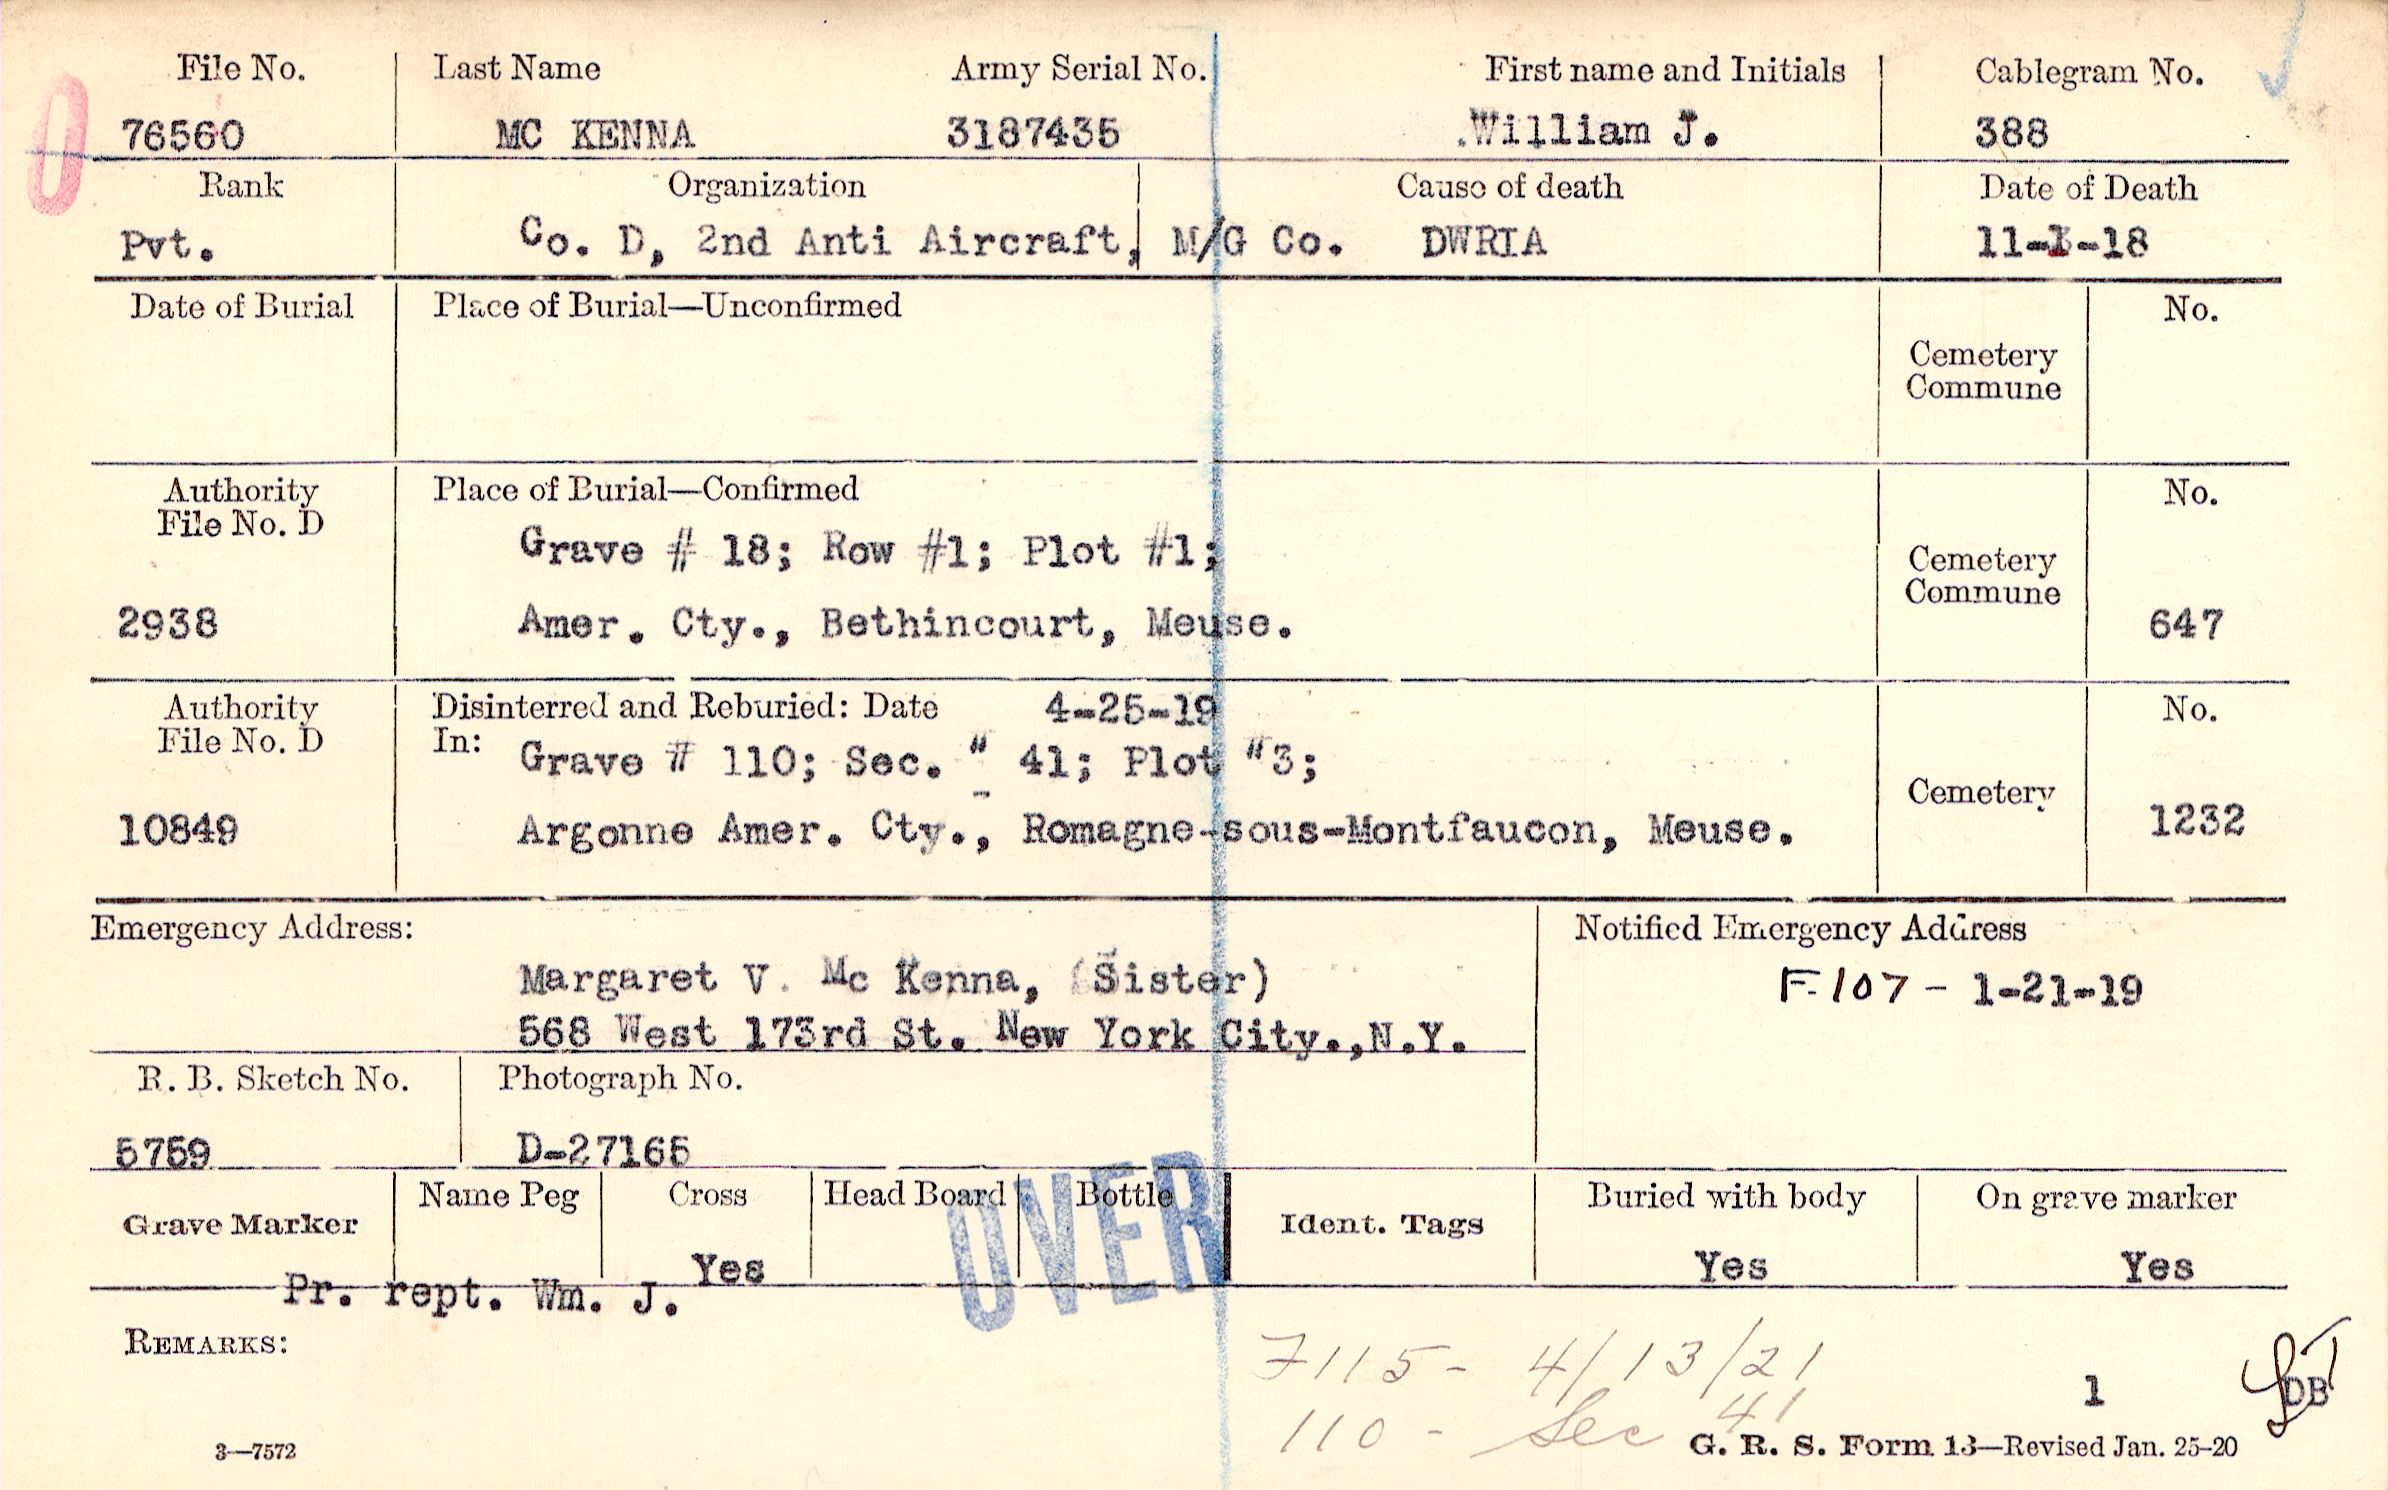 File No. Last Name Army Serial No. First name and Initials Cablegram No.
76560 MC KENNA 3187435 William J. 388
Rank Organization Cause of death Date of Death
Pvt. Co. D, 2nd Anti Aircraft, M/G Co. DWRIA 11- -18
Date of Burial Place of Burial—Unconfirmed No.
Cemetery
Commune
Authority Place of Burial—Confirmed No.
File No. D
Grave # 18; Row #1; Plot #1;
Cemetery
Commune
2938 Amer. Cty., Bethincourt, Meuse. 647
Authority Disinterred and Reburied: Date 4-25-19 No.
File No. D In: Grave # 110; Sec. " 41; Plot "3;
Cemetery
10849 Argonne Amer. Cty., Romagne-sous-Montfaucon, Meuse. 1232
Emergency Address: Notified Emergency Address
Margaret V. Mc Kenna, (Sister) F.107 - 1-21-19
568 West 173rd St. New York City.,N.Y.
R. B. Sketch No. Photograph No.
5759 D-27165
OVER
Name Peg Cross Head Board Bottle Buried with body On grave marker
Grave Marker Ident. Tags
Yes Yes Yes
Pr. rept. Wm. J.
REMARKS:
7115- 4/13/21
1 DB
110 - Sec 41
3—7572 G. R. S. Form 13—Revised Jan. 25-20